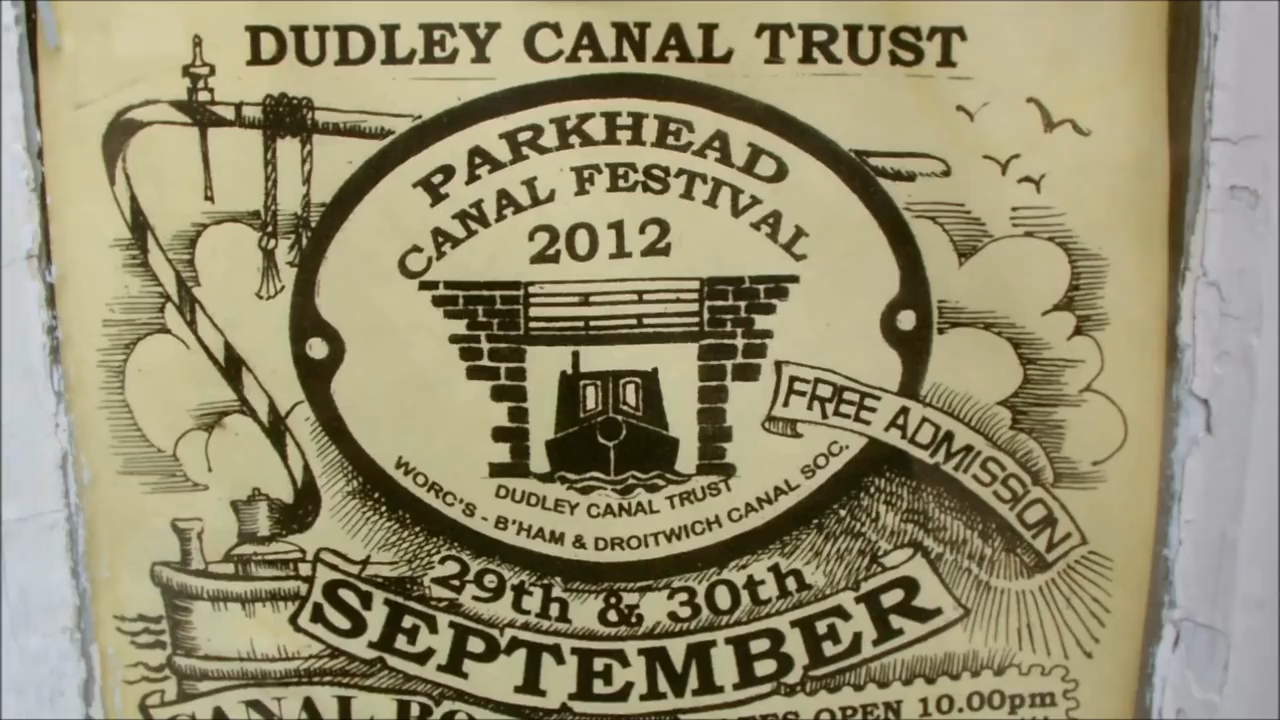 DUDLEY CANAL TRUST
PARKHEAD
CANAL FESTIVAL
2012
FREE ADMISSION
DUDLEY CANAL TRUST
WORC'S - B'HAM & DROITWICH CANAL SOC.
29th & 30th
SEPTEMBER
CANAL
OPEN 10.00pm